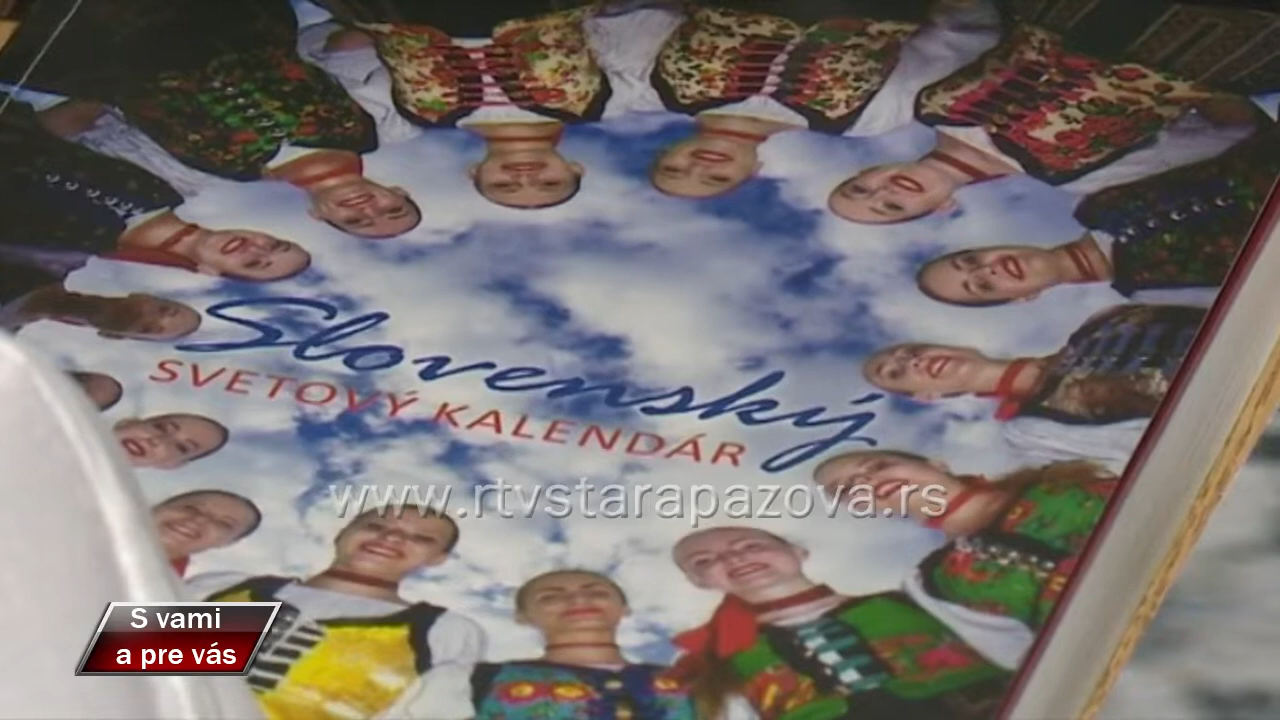 Slovenský
SVETOVÝ KALENDÁR
www.rtvstarapazova.rs
S vami
a pre vás